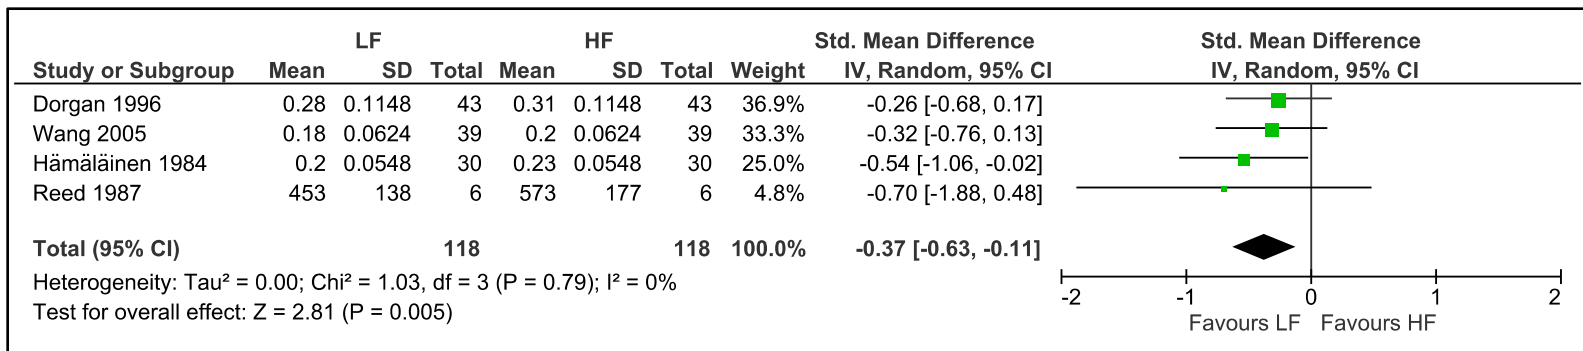 LF HF Std. Mean Difference Std. Mean Difference
Study or Subgroup Mean SD Total Mean SD Total Weight IV, Random, 95% CI IV, Random, 95% CI
Dorgan 1996 0.28 0.1148 43 0.31 0.1148 43 36.9% -0.26 [-0.68, 0.17]
Wang 2005 0.18 0.0624 39 0.2 0.0624 39 33.3% -0.32 [-0.76, 0.13]
Hämäläinen 1984 0.2 0.0548 30 0.23 0.0548 30 25.0% -0.54 [-1.06, -0.02]
Reed 1987 453 138 6 573 177 6 4.8% -0.70 [-1.88, 0.48]
Total (95% CI) 118 118 100.0% -0.37 [-0.63, -0.11]
Heterogeneity: Tau² = 0.00; Chi² = 1.03, df = 3 (P = 0.79); I² = 0%
Test for overall effect: Z = 2.81 (P = 0.005)
-2 -1 0 1 2
Favours LF Favours HF